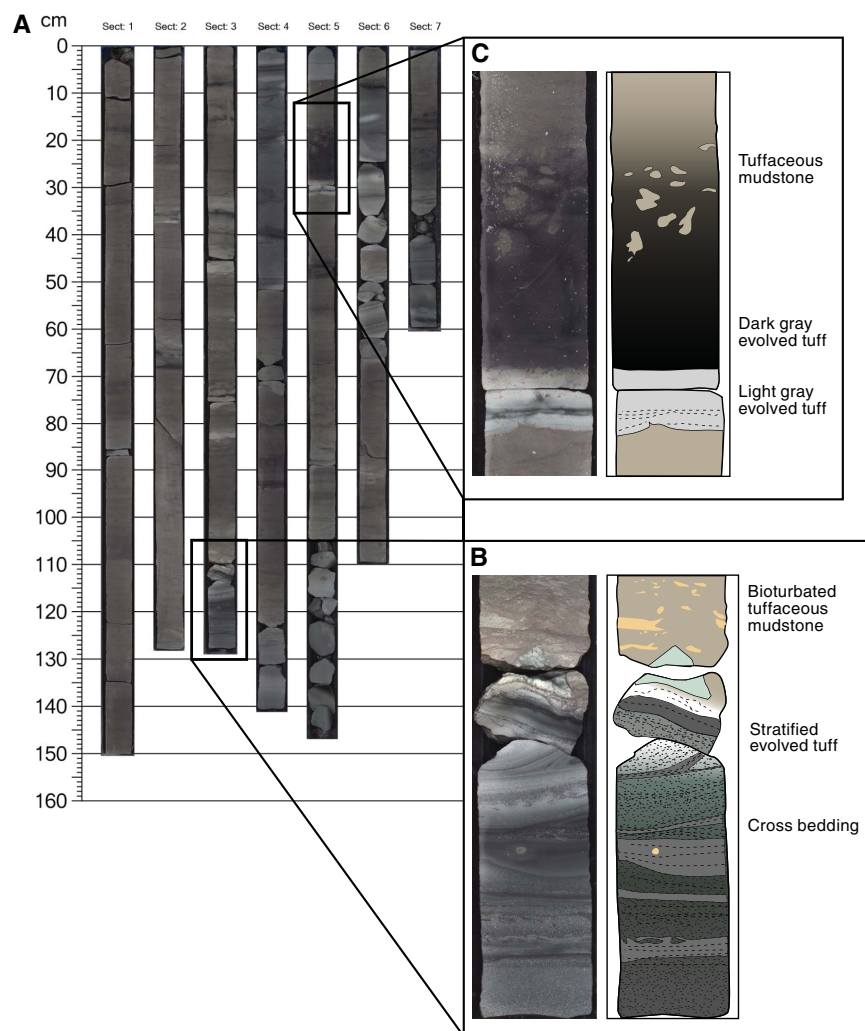 A
cm
Sect: 1
Sect: 2
Sect: 3
Sect: 4
Sect: 5
Sect: 6
Sect: 7
0
10
20
30
40
50
60
70
80
90
100
110
120
130
140
150
160
C
Tuffaceous
mudstone
Dark gray
evolved tuff
Light gray
evolved tuff
B
Bioturbated
tuffaceous
mudstone
Stratified
evolved tuff
Cross bedding